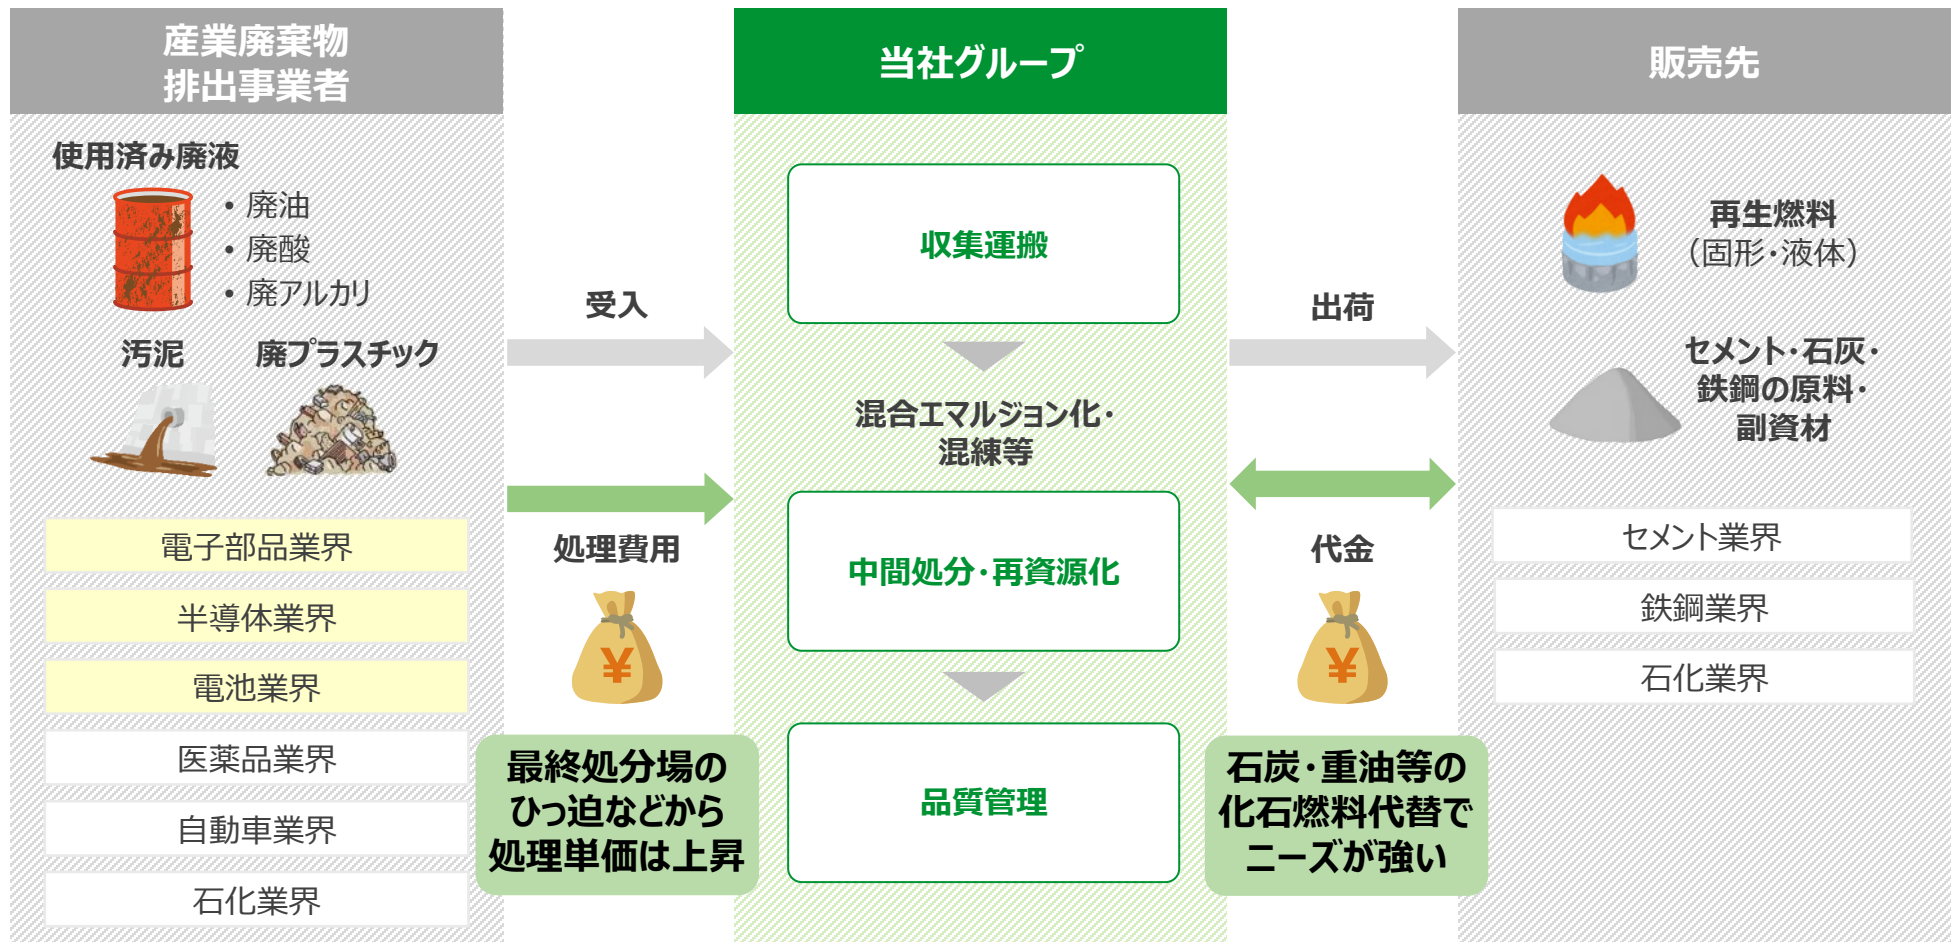 産業廃棄物
排出事業者
使用済み廃液
• 廃油
• 廃酸
• 廃アルカリ
汚泥
廃プラスチック
電子部品業界
半導体業界
電池業界
医薬品業界
自動車業界
石化業界
受入
処理費用
¥
最終処分場の
ひっ迫などから
処理単価は上昇
当社グループ
収集運搬
混合エマルジョン化・
混練等
中間処分・再資源化
品質管理
出荷
代金
¥
石炭・重油等の
化石燃料代替で
ニーズが強い
販売先
再生燃料
（固形・液体）
セメント・石灰・
鉄鋼の原料・
副資材
セメント業界
鉄鋼業界
石化業界